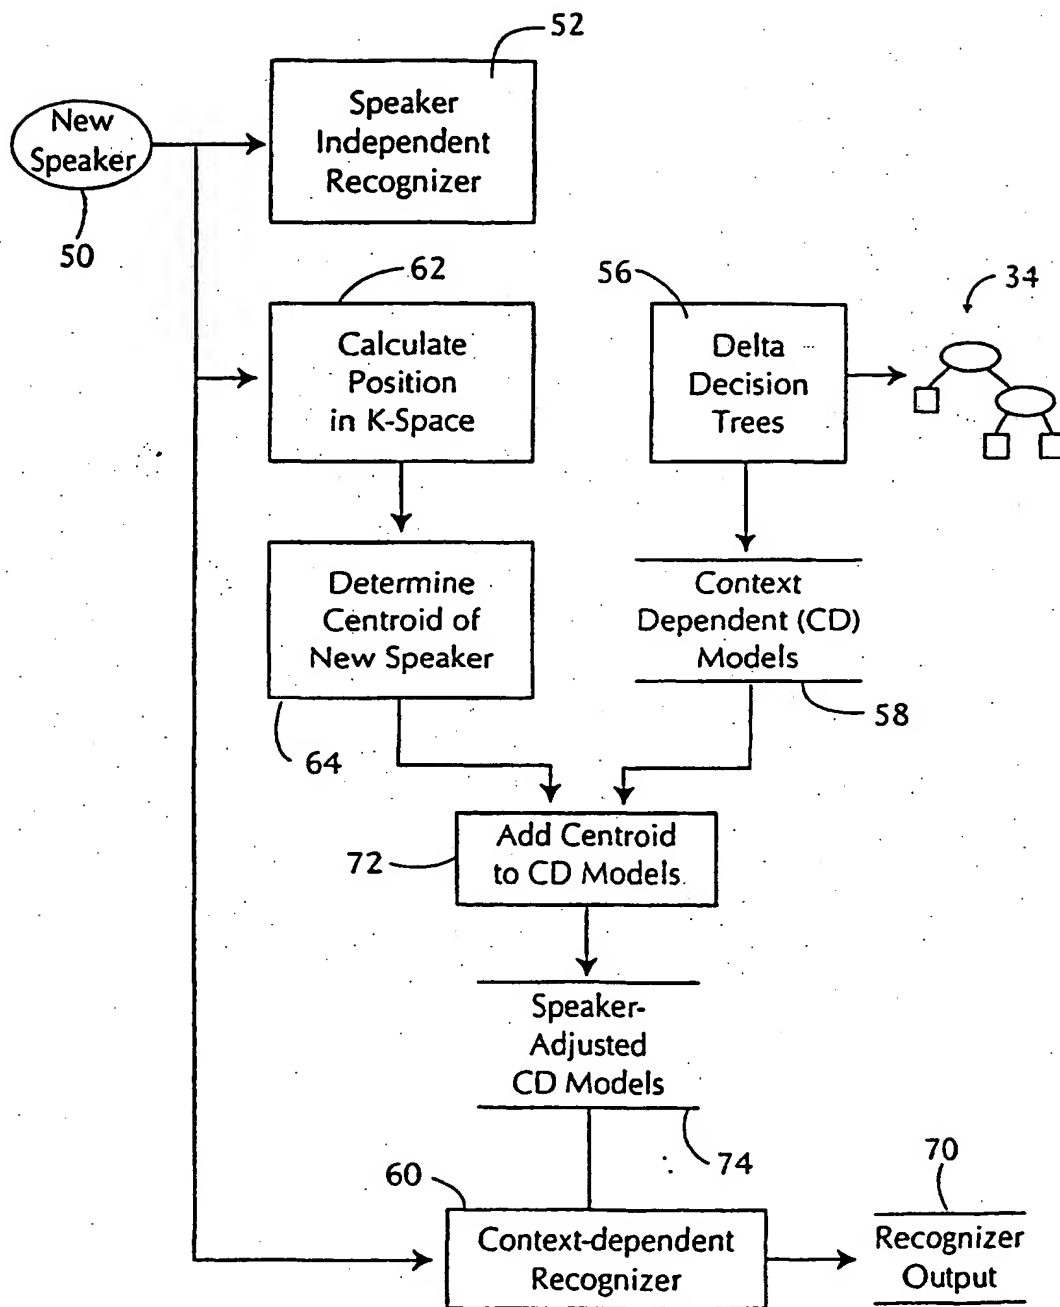 52
New
Speaker
50
Speaker
Independent
Recognizer
62
Calculate
Position
in K-Space
56
Delta
Decision
Trees
34
Determine
Centroid of
New Speaker
64
Context
Dependent (CD)
Models
58
72
Add Centroid
to CD Models
Speaker-
Adjusted
CD Models
74
60
Context-dependent
Recognizer
70
Recognizer
Output